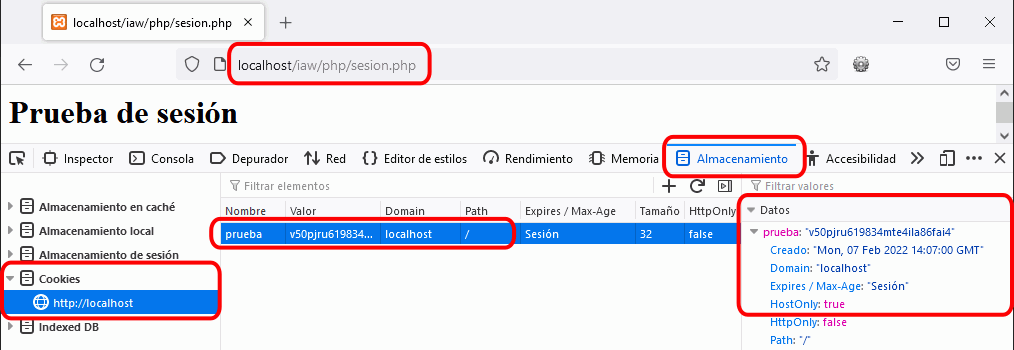 localhost/iaw/php/sesion.php
localhost/iaw/php/sesion.php
Prueba de sesión
Inspector Consola Depurador Red Editor de estilos Rendimiento Memoria Almacenamiento Accesibilidad
Filtrar elementos Filtrar valores
Almacenamiento en caché
Almacenamiento local
Almacenamiento de sesión
Cookies
http://localhost
Indexed DB
Nombre Valor Domain Path Expires / Max-Age Tamaño HttpOnly
prueba v50pjru619834... localhost / Sesión 32 false
Datos
prueba: "v50pjru619834mte4ila86fai4"
Creado: "Mon, 07 Feb 2022 14:07:00 GMT"
Domain: "localhost"
Expires / Max-Age: "Sesión"
HostOnly: true
HttpOnly: false
Path: "/"